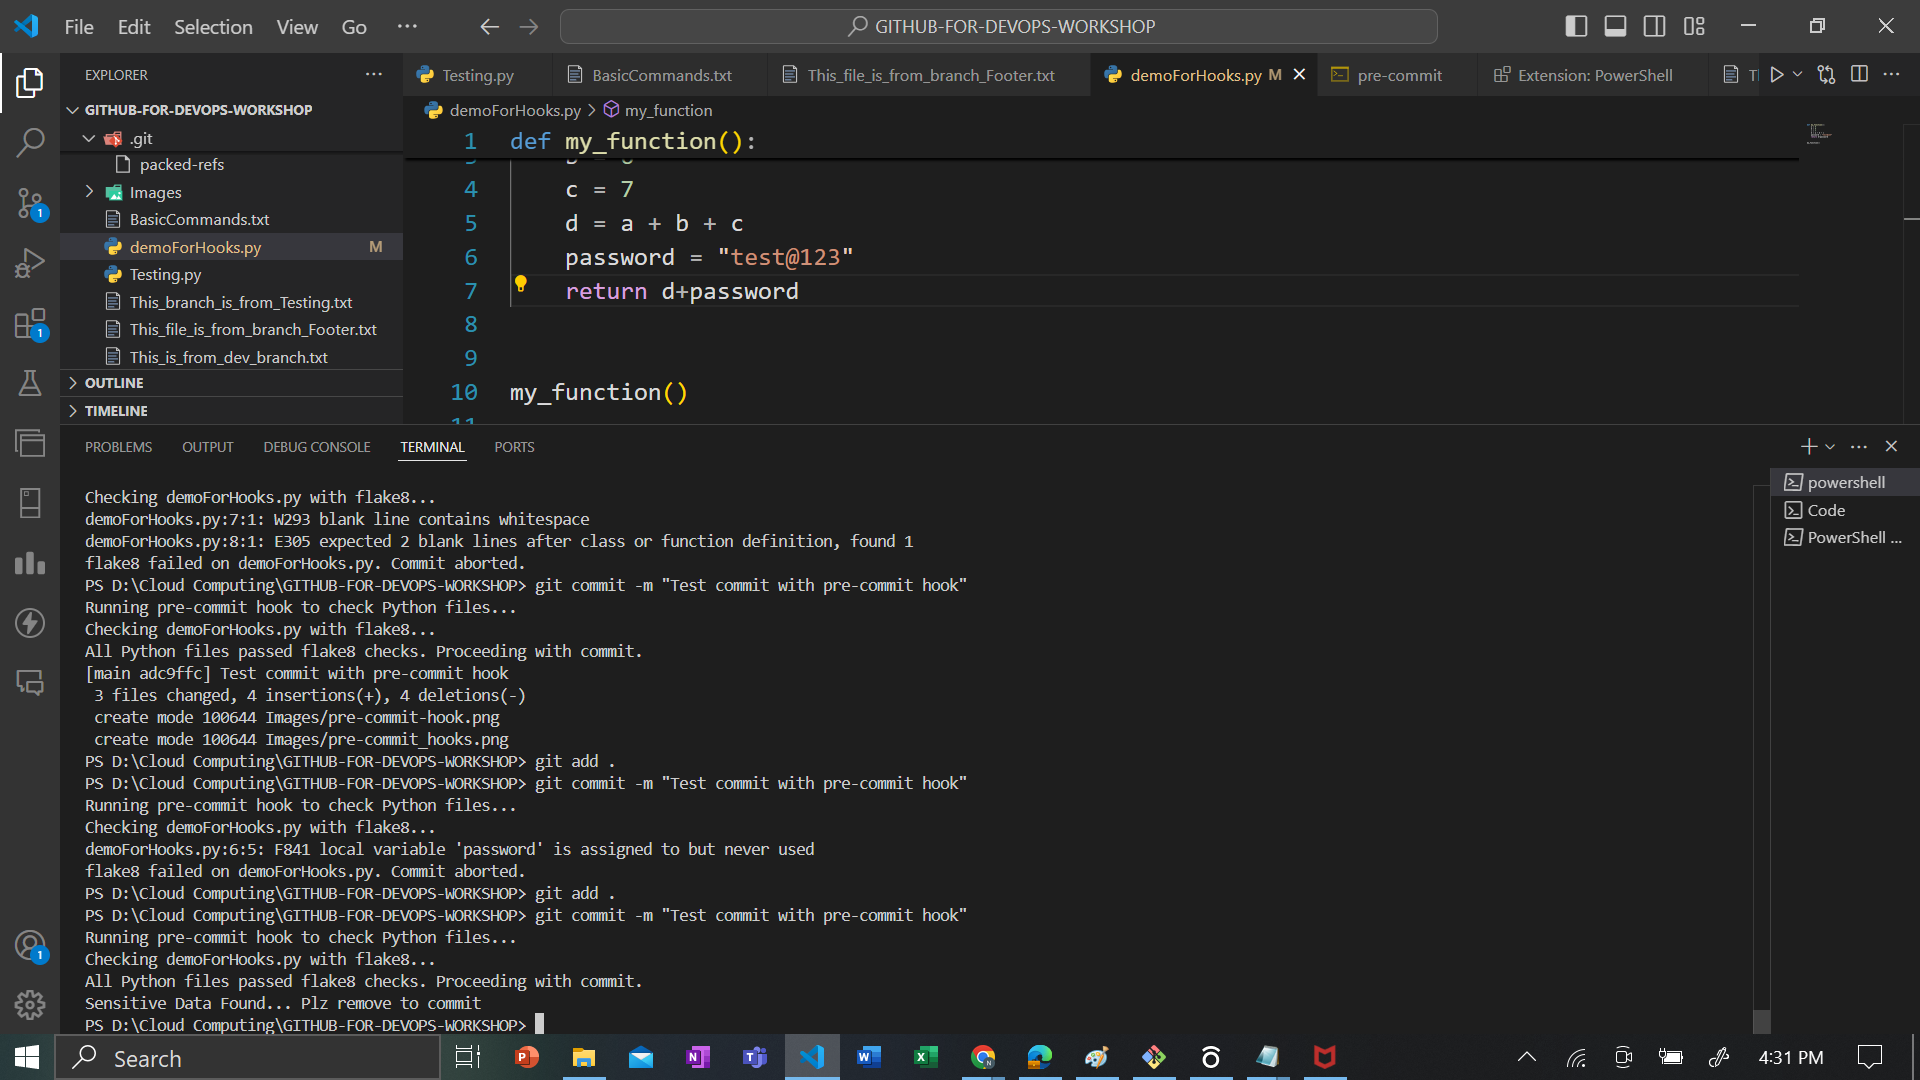 File Edit Selection View Go ···
GITHUB-FOR-DEVOPS-WORKSHOP
EXPLORER
Testing.py
BasicCommands.txt
This_file_is_from_branch_Footer.txt
demoForHooks.py M
pre-commit
Extension: PowerShell
GITHUB-FOR-DEVOPS-WORKSHOP
.git
packed-refs
Images
BasicCommands.txt
demoForHooks.py M
Testing.py
This_branch_is_from_Testing.txt
This_file_is_from_branch_Footer.txt
This_is_from_dev_branch.txt
OUTLINE
TIMELINE
1
1
1
demoForHooks.py > my_function
1 def my_function():
4 c = 7
5 d = a + b + c
6 password = "test@123"
7 return d+password
8
9
10 my_function()
11
PROBLEMS OUTPUT DEBUG CONSOLE TERMINAL PORTS
powershell
Code
PowerShell ...
Checking demoForHooks.py with flake8...
demoForHooks.py:7:1: W293 blank line contains whitespace
demoForHooks.py:8:1: E305 expected 2 blank lines after class or function definition, found 1
flake8 failed on demoForHooks.py. Commit aborted.
PS D:\Cloud Computing\GITHUB-FOR-DEVOPS-WORKSHOP> git commit -m "Test commit with pre-commit hook"
Running pre-commit hook to check Python files...
Checking demoForHooks.py with flake8...
All Python files passed flake8 checks. Proceeding with commit.
[main adc9ffc] Test commit with pre-commit hook
3 files changed, 4 insertions(+), 4 deletions(-)
create mode 100644 Images/pre-commit-hook.png
create mode 100644 Images/pre-commit_hooks.png
PS D:\Cloud Computing\GITHUB-FOR-DEVOPS-WORKSHOP> git add .
PS D:\Cloud Computing\GITHUB-FOR-DEVOPS-WORKSHOP> git commit -m "Test commit with pre-commit hook"
Running pre-commit hook to check Python files...
Checking demoForHooks.py with flake8...
demoForHooks.py:6:5: F841 local variable 'password' is assigned to but never used
flake8 failed on demoForHooks.py. Commit aborted.
PS D:\Cloud Computing\GITHUB-FOR-DEVOPS-WORKSHOP> git add .
PS D:\Cloud Computing\GITHUB-FOR-DEVOPS-WORKSHOP> git commit -m "Test commit with pre-commit hook"
Running pre-commit hook to check Python files...
Checking demoForHooks.py with flake8...
All Python files passed flake8 checks. Proceeding with commit.
Sensitive Data Found... Plz remove to commit
PS D:\Cloud Computing\GITHUB-FOR-DEVOPS-WORKSHOP>
Search
4:31 PM